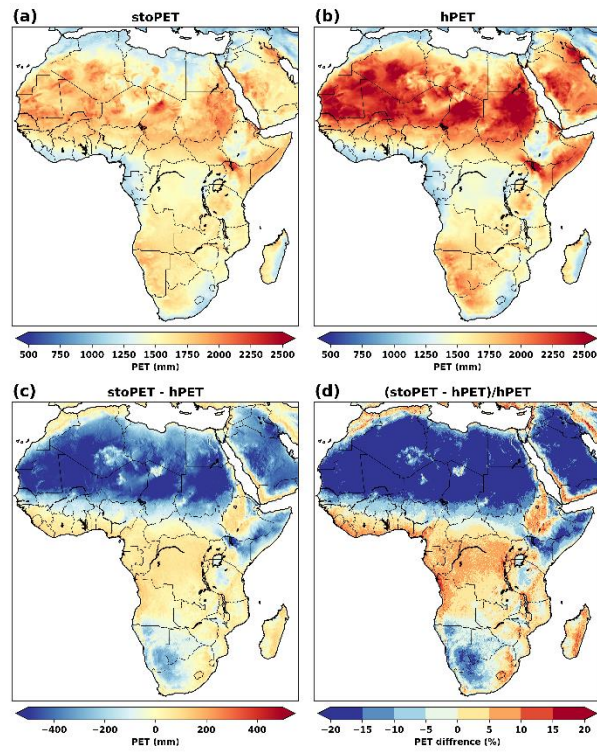 (a) stoPET
(b) hPET
500 750 1000 1250 1500 1750 2000 2250 2500
PET (mm)
500 750 1000 1250 1500 1750 2000 2250 2500
PET (mm)
(c) stoPET - hPET
(d) (stoPET - hPET)/hPET
−400 −200 0 200 400
PET (mm)
−20 −15 −10 −5 0 5 10 15 20
PET diffrence (%)